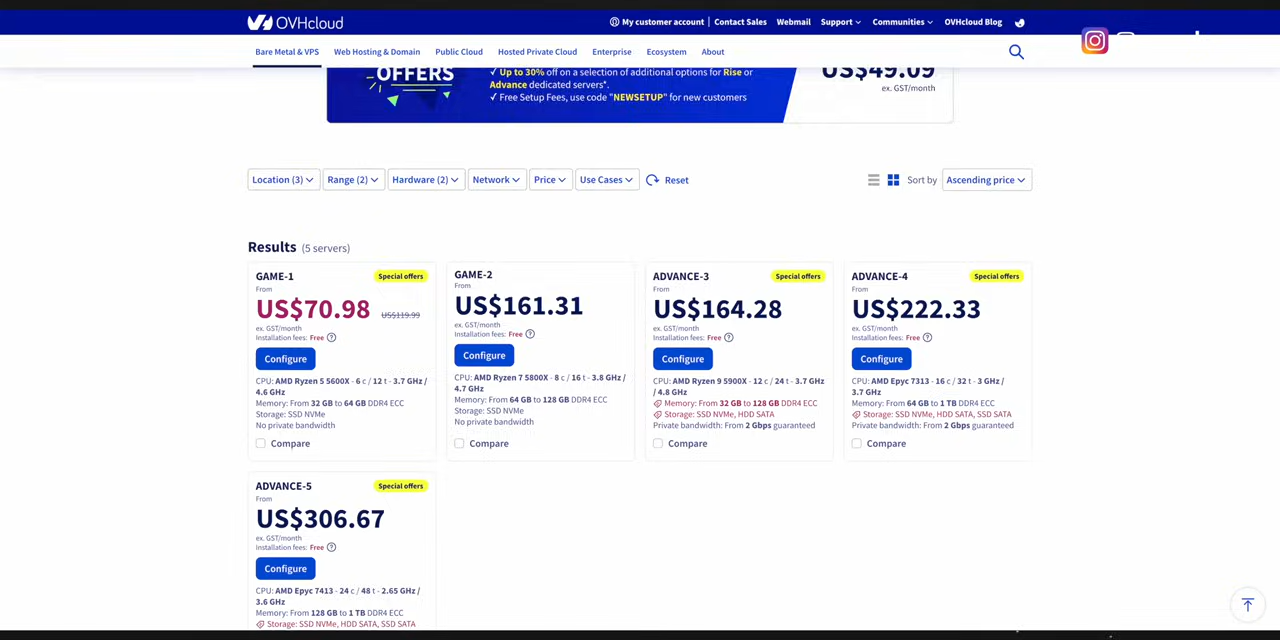 OVHcloud
My customer account | Contact Sales Webmail Support Communities OVHcloud Blog
Bare Metal & VPS Web Hosting & Domain Public Cloud Hosted Private Cloud Enterprise Ecosystem About
OFFERS
✓ Up to 30% off on a selection of additional options for Rise or
Advance dedicated servers*.
✓ Free Setup Fees, use code "NEWSETUP" for new customers
US$49.09
ex. GST/month
Location (3) Range (2) Hardware (2) Network Price Use Cases Reset
Sort by Ascending price
Results (5 servers)
GAME-1 Special offers
From
US$70.98 US$119.99
ex. GST/month
Installation fees: Free ?
Configure
CPU: AMD Ryzen 5 5600X - 6 c / 12 t - 3.7 GHz /
4.6 GHz
Memory: From 32 GB to 64 GB DDR4 ECC
Storage: SSD NVMe
No private bandwidth
Compare
GAME-2
From
US$161.31
ex. GST/month
Installation fees: Free ?
Configure
CPU: AMD Ryzen 7 5800X - 8 c / 16 t - 3.8 GHz /
4.7 GHz
Memory: From 64 GB to 128 GB DDR4 ECC
Storage: SSD NVMe
No private bandwidth
Compare
ADVANCE-3 Special offers
From
US$164.28
ex. GST/month
Installation fees: Free ?
Configure
CPU: AMD Ryzen 9 5900X - 12 c / 24 t - 3.7 GHz
/ 4.8 GHz
Memory: From 32 GB to 128 GB DDR4 ECC
Storage: SSD NVMe, HDD SATA
Private bandwidth: From 2 Gbps guaranteed
Compare
ADVANCE-4 Special offers
From
US$222.33
ex. GST/month
Installation fees: Free ?
Configure
CPU: AMD Epyc 7313 - 16 c / 32 t - 3 GHz /
3.7 GHz
Memory: From 64 GB to 1 TB DDR4 ECC
Storage: SSD NVMe, HDD SATA, SSD SATA
Private bandwidth: From 2 Gbps guaranteed
Compare
ADVANCE-5 Special offers
From
US$306.67
ex. GST/month
Installation fees: Free ?
Configure
CPU: AMD Epyc 7413 - 24 c / 48 t - 2.65 GHz /
3.6 GHz
Memory: From 128 GB to 1 TB DDR4 ECC
Storage: SSD NVMe, HDD SATA, SSD SATA